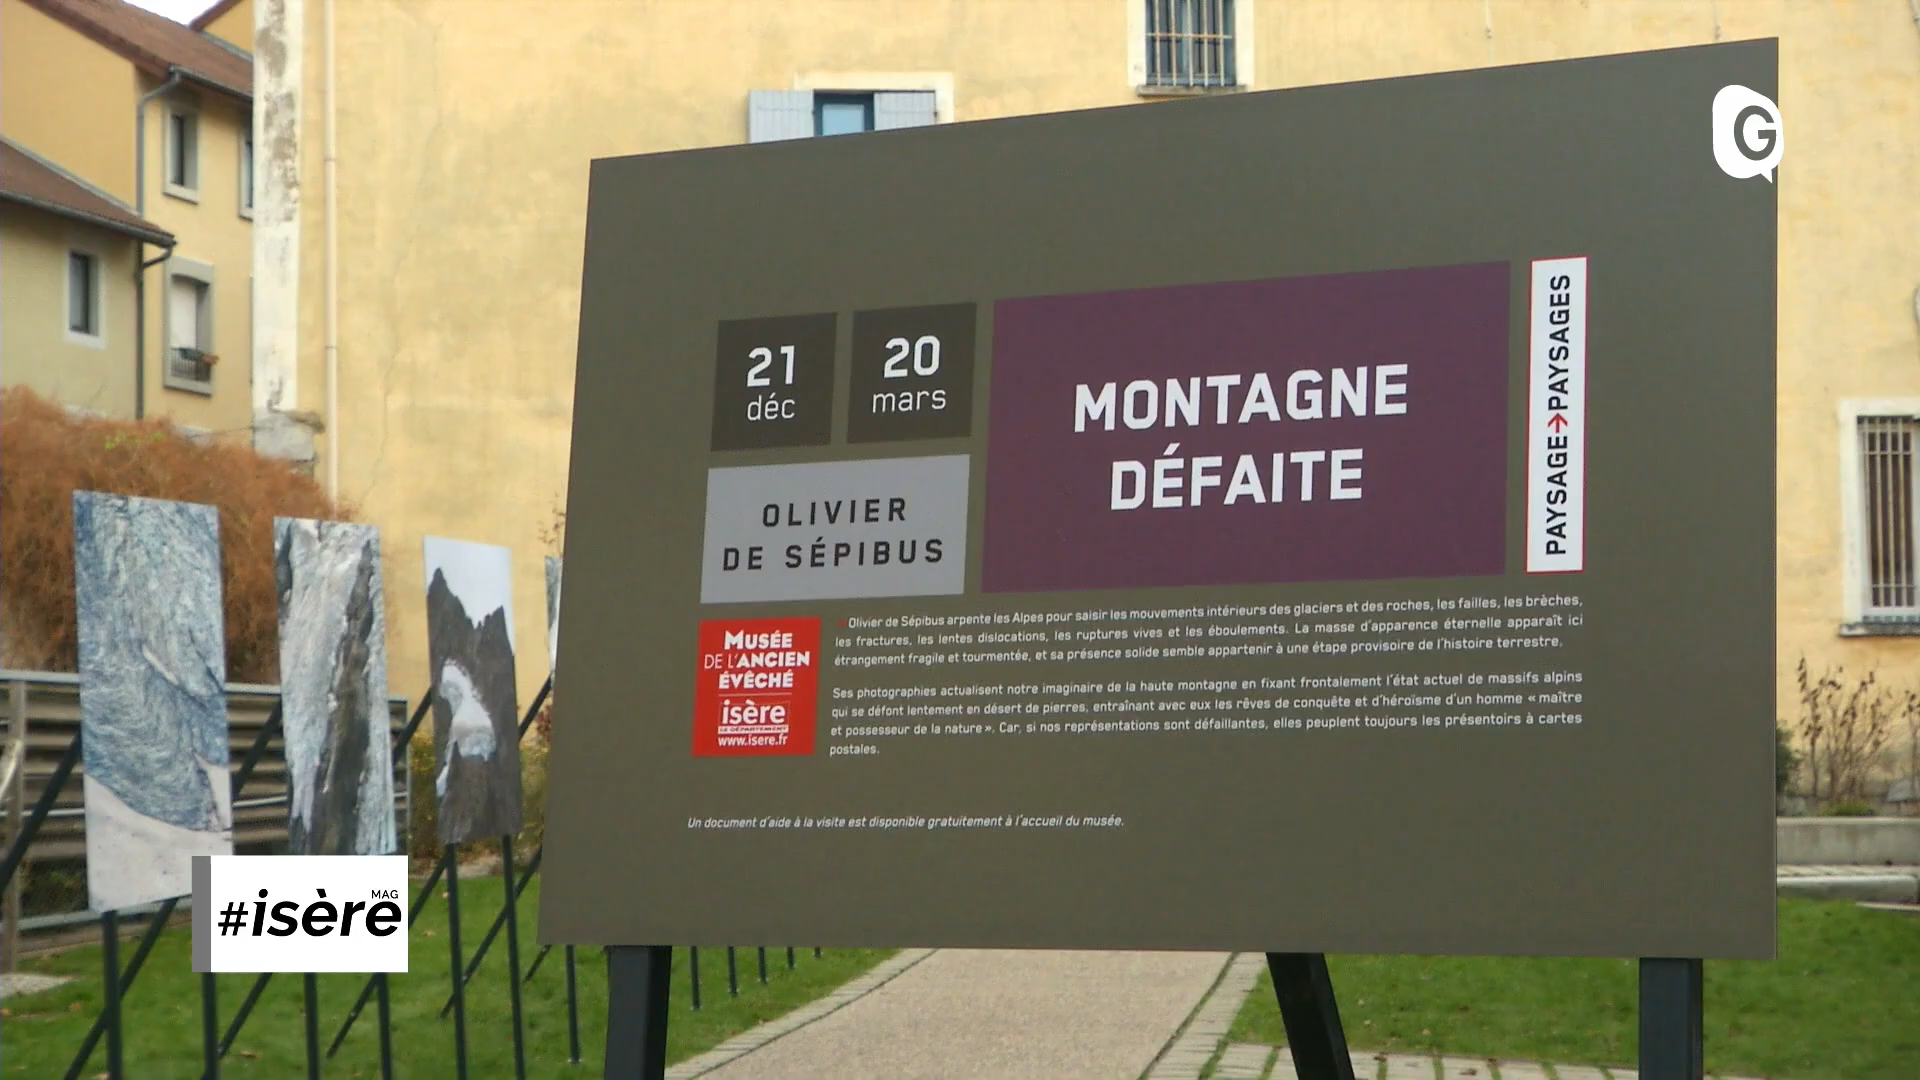 G
21
déc
20
mars
MONTAGNE
DÉFAITE
PAYSAGE→PAYSAGES
OLIVIER
DE SÉPIBUS
MUSÉE
DE L'ANCIEN
ÉVÊCHÉ
isère
LE DÉPARTEMENT
www.isere.fr
Olivier de Sépibus arpente les Alpes pour saisir les mouvements intérieurs des glaciers et des roches, les failles, les brèches,
les fractures, les lentes dislocations, les ruptures vives et les éboulements. La masse d'apparence éternelle apparaît ici
étrangement fragile et tourmentée, et sa présence solide semble appartenir à une étape provisoire de l'histoire terrestre.
Ses photographies actualisent notre imaginaire de la haute montagne en fixant frontalement l'état actuel de massifs alpins
qui se défont lentement en désert de pierres, entraînant avec eux les rêves de conquête et d'héroïsme d'un homme « maître
et possesseur de la nature ». Car, si nos représentations sont défaillantes, elles peuplent toujours les présentoirs à cartes
postales.
Un document d'aide à la visite est disponible gratuitement à l'accueil du musée.
#isère MAG